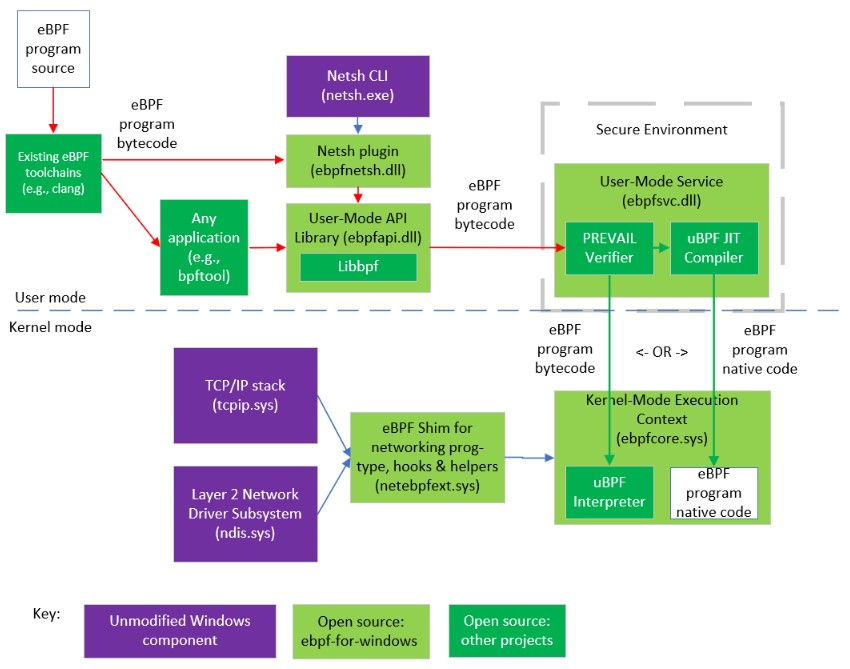 eBPF
program
source
Netsh CLI
(netsh.exe)
eBPF
program
bytecode
Secure Environment
Existing eBPF
toolchains
(e.g., clang)
Netsh plugin
(ebpfnetsh.dll)
User-Mode Service
(ebpfsvc.dll)
eBPF
program
bytecode
Any
application
(e.g.,
bpftool)
User-Mode API
Library (ebpfapi.dll)
Libbpf
PREVAIL
Verifier
uBPF JIT
Compiler
User mode
Kernel mode
eBPF
program
bytecode
<- OR ->
eBPF
program
native code
TCP/IP stack
(tcpip.sys)
Kernel-Mode Execution
Context
(ebpfcore.sys)
eBPF Shim for
networking prog-
type, hooks & helpers
(netebpfext.sys)
Layer 2 Network
Driver Subsystem
(ndis.sys)
uBPF
Interpreter
eBPF
program
native code
Key:
Unmodified Windows
component
Open source:
ebpf-for-windows
Open source:
other projects